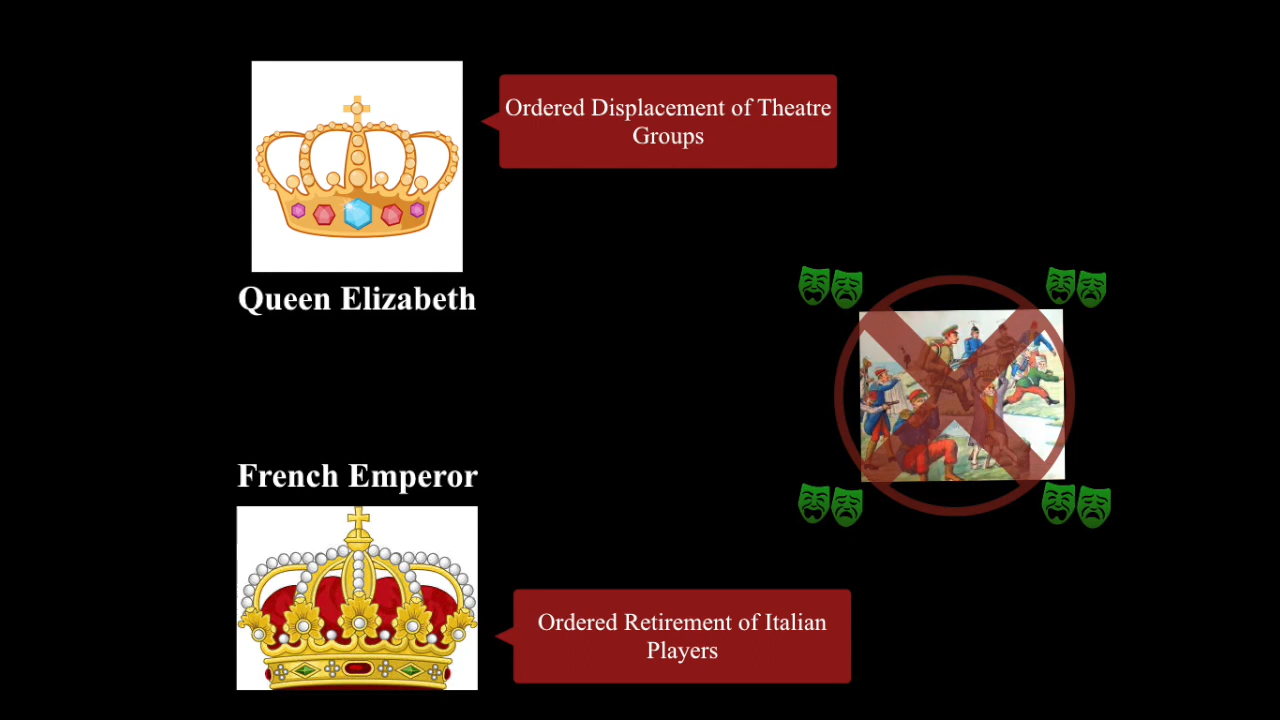 Ordered Displacement of Theatre
Groups
Queen Elizabeth
French Emperor
Ordered Retirement of Italian
Players